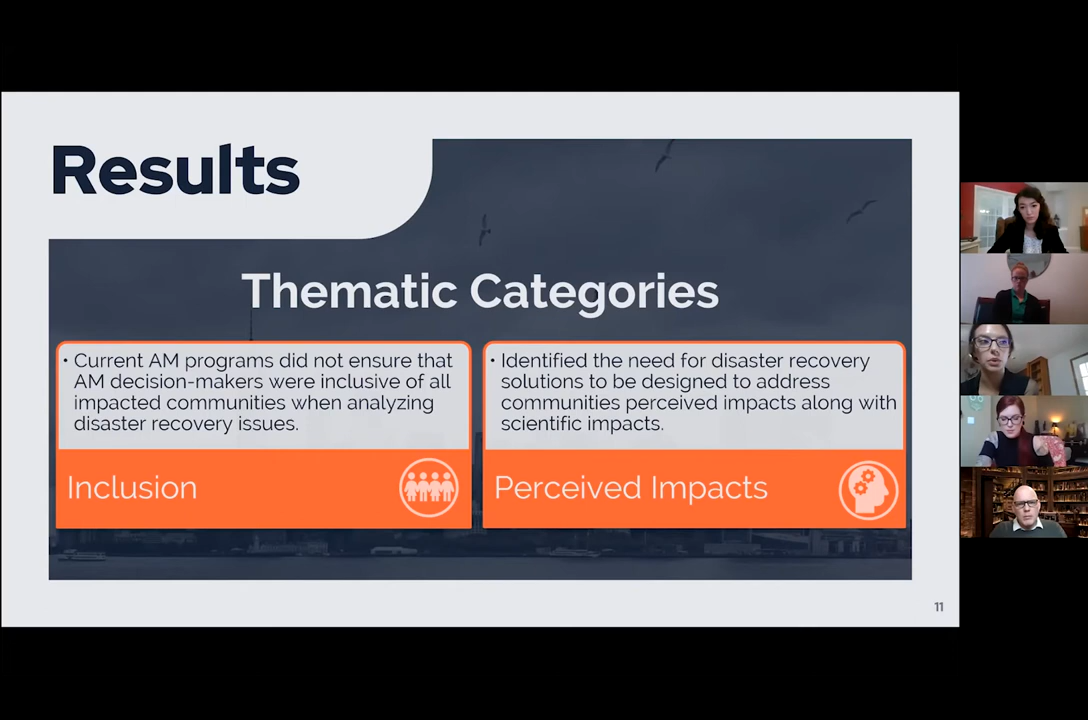 Results
Thematic Categories
• Current AM programs did not ensure that
AM decision-makers were inclusive of all
impacted communities when analyzing
disaster recovery issues.
Inclusion
• Identified the need for disaster recovery
solutions to be designed to address
communities perceived impacts along with
scientific impacts.
Perceived Impacts
11